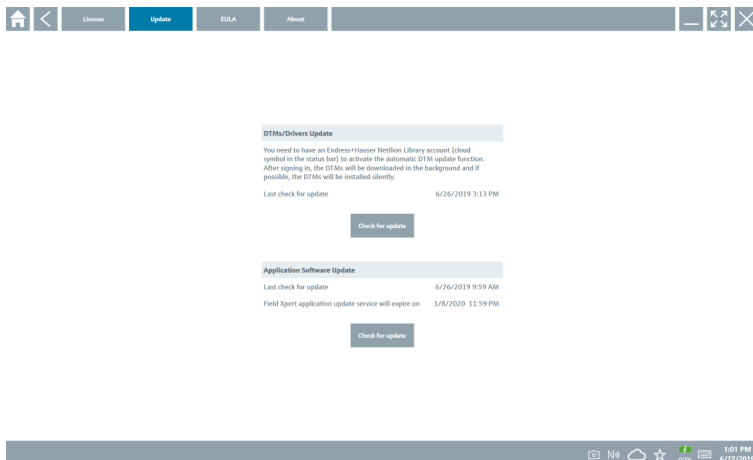 License Update EULA About
DTMs/Drivers Update
You need to have an Endress+Hauser Netilion Library account (cloud
symbol in the status bar) to activate the automatic DTM update function.
After signing in, the DTMs will be downloaded in the background and if
possible, the DTMs will be installed silently.
Last check for update 6/26/2019 3:13 PM
Check for update
Application Software Update
Last check for update 6/26/2019 9:59 AM
Field Xpert application update service will expire on 1/8/2020 11:59 PM
Check for update
1:01 PM
6/27/2019